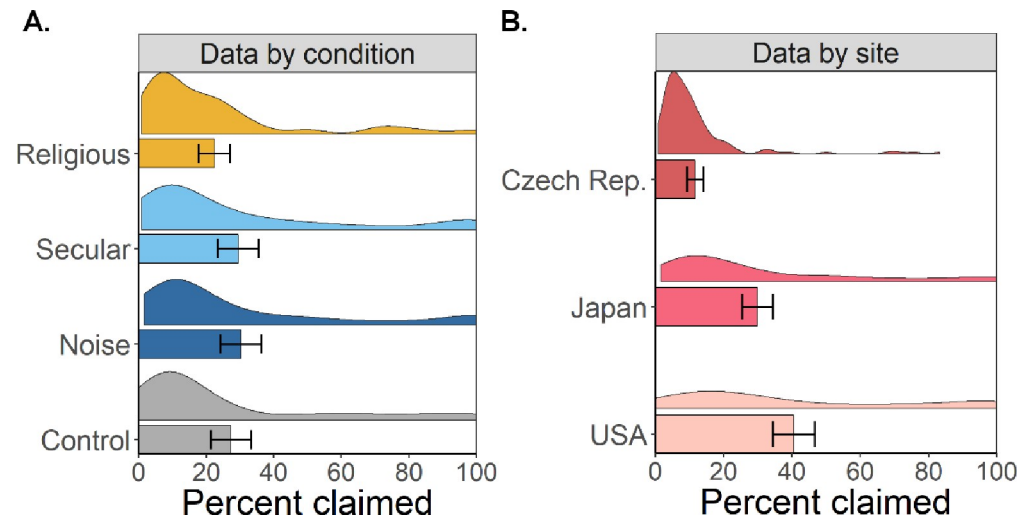 A.
Data by condition
Religious
Secular
Noise
Control
0 20 40 60 80 100
Percent claimed
B.
Data by site
Czech Rep.
Japan
USA
0 20 40 60 80 100
Percent claimed